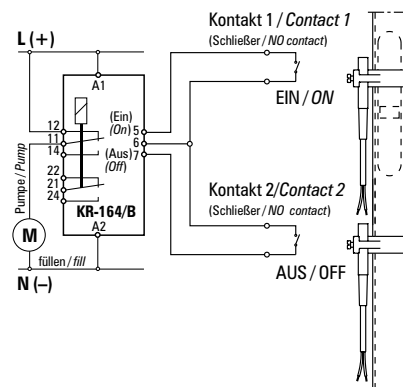 L (+)
A1
12
11
14
22
21
24
(Ein)
(On)
(Aus)
(Off)
5
6
7
KR-164/B
A2
Pumpe / Pump
M
füllen / fill
N (–)
Kontakt 1 / Contact 1
(Schließer / NO contact)
EIN / ON
Kontakt 2/Contact 2
(Schließer / NO contact)
AUS / OFF